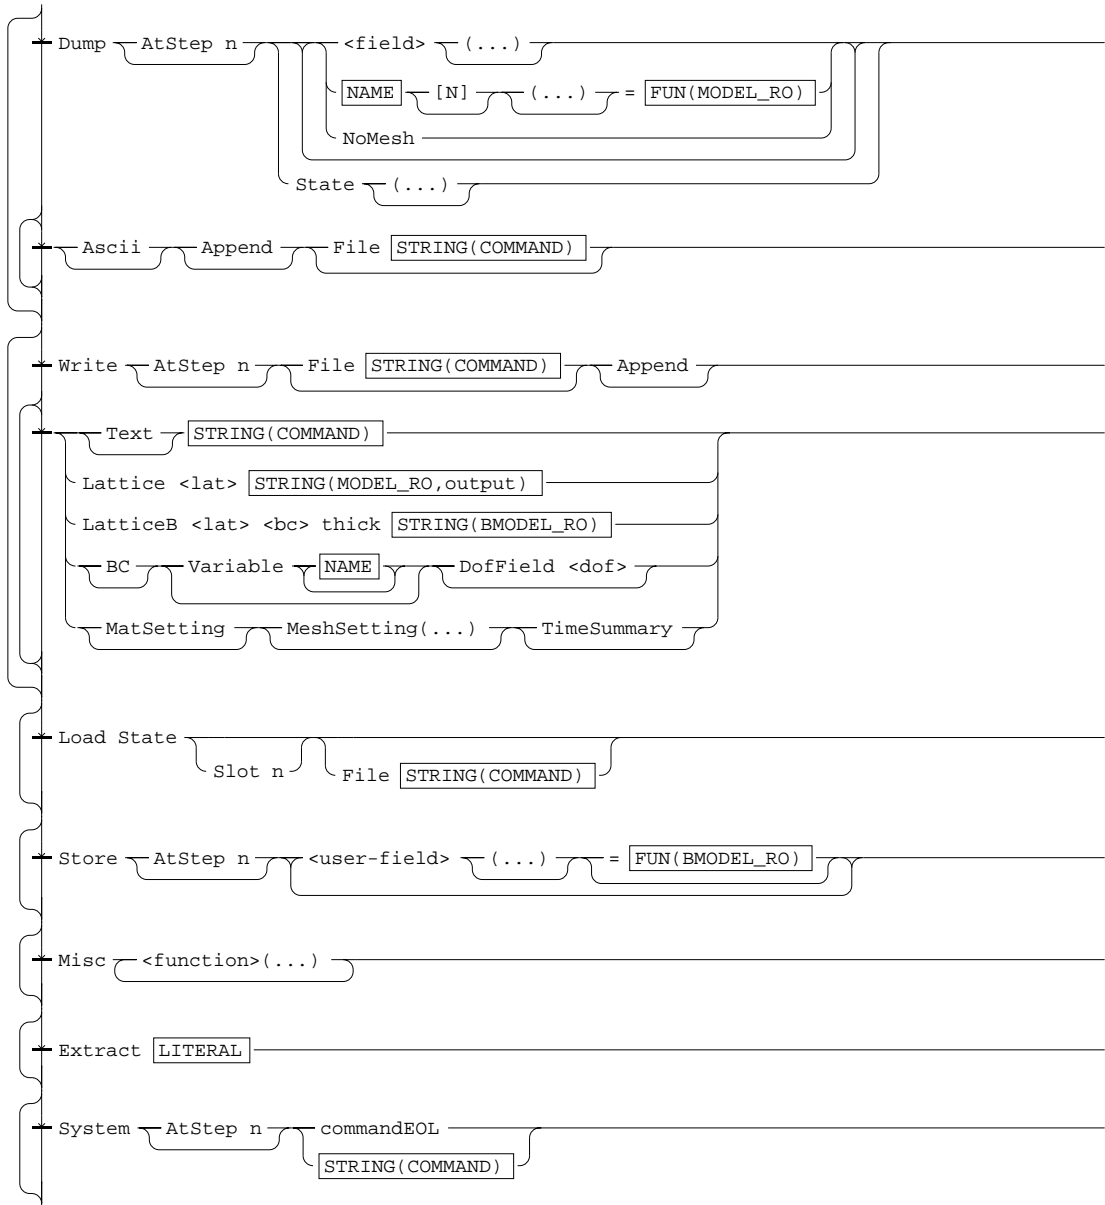 Dump AtStep n <field> (...)
NAME [N] (...) = FUN(MODEL_RO)
NoMesh
State (...)
Ascii Append File STRING(COMMAND)
Write AtStep n File STRING(COMMAND) Append
Text STRING(COMMAND)
Lattice <lat> STRING(MODEL_RO,output)
LatticeB <lat> <bc> thick STRING(BMODEL_RO)
BC Variable NAME DofField <dof>
MatSetting MeshSetting(...) TimeSummary
Load State
Slot n File STRING(COMMAND)
Store AtStep n <user-field> (...) = FUN(BMODEL_RO)
Misc <function>(...)
Extract LITERAL
System AtStep n commandEOL
STRING(COMMAND)